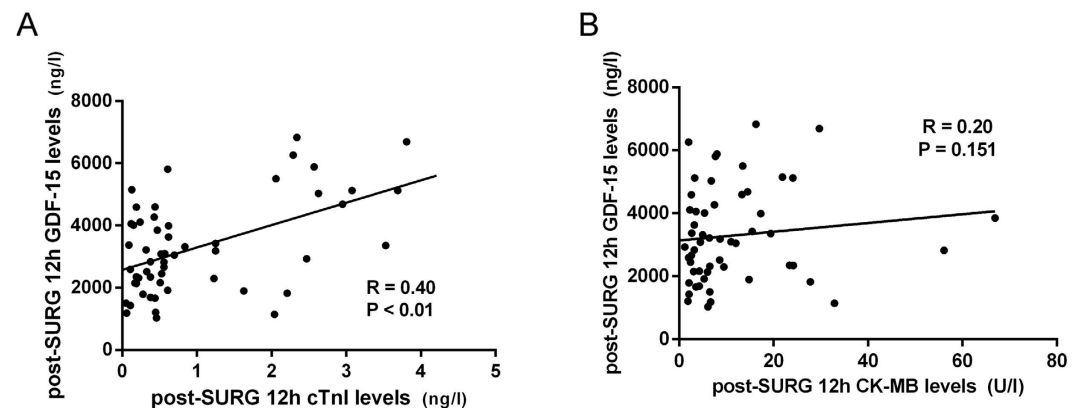 A
post-SURG 12h GDF-15 levels (ng/l)
8000
6000
4000
2000
0
R = 0.40
P < 0.01
0 1 2 3 4 5
post-SURG 12h cTnI levels (ng/l)
B
post-SURG 12h GDF-15 levels (ng/l)
8000
6000
4000
2000
0
R = 0.20
P = 0.151
0 20 40 60 80
post-SURG 12h CK-MB levels (U/l)